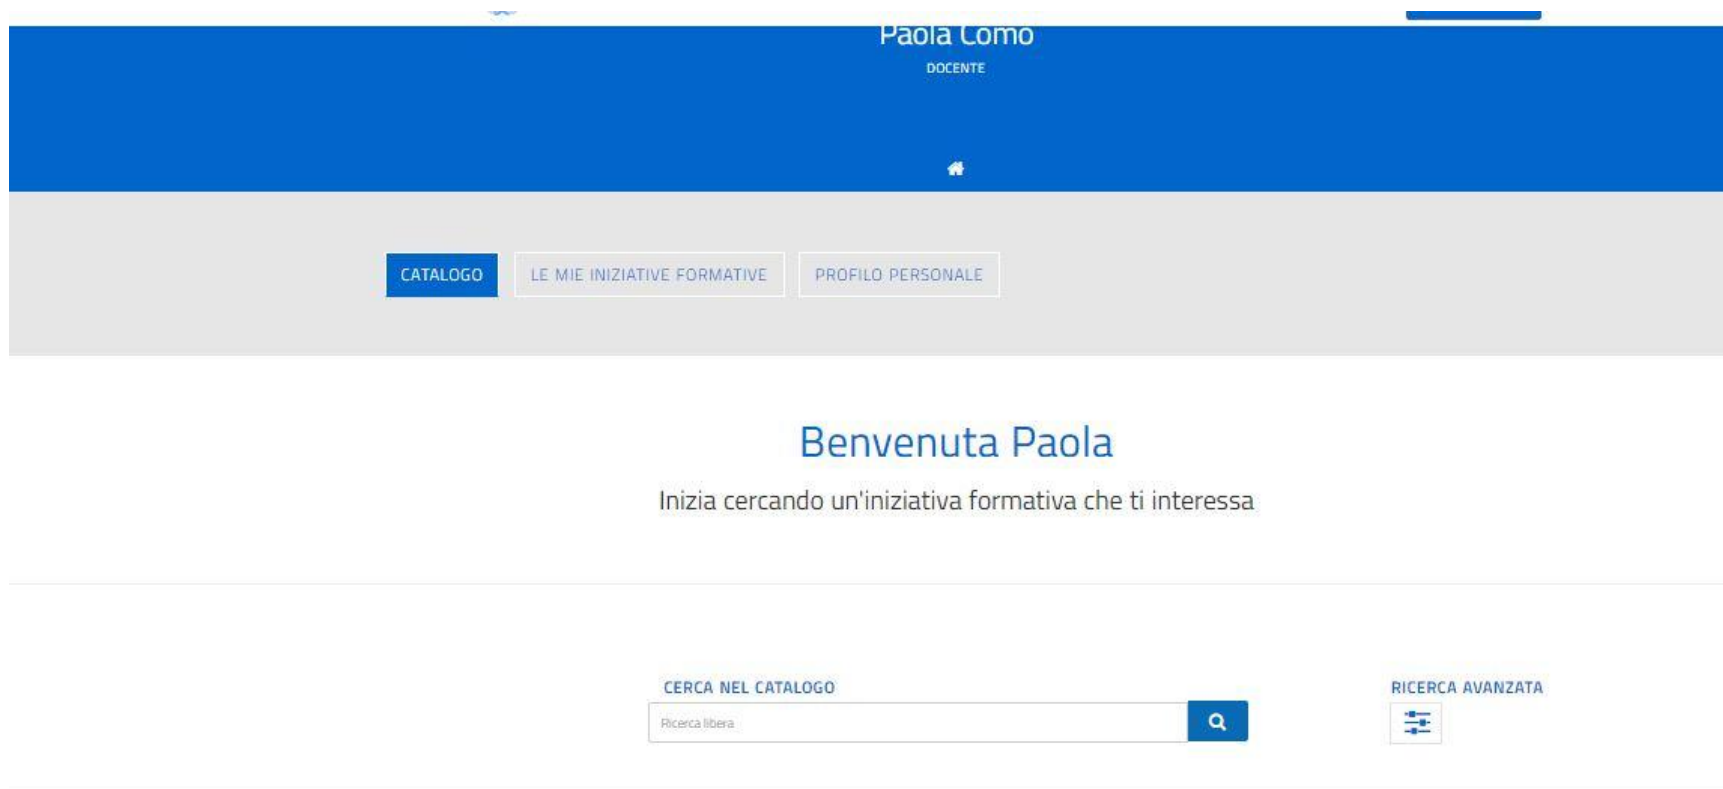 Paola Como
DOCENTE
CATALOGO LE MIE INIZIATIVE FORMATIVE PROFILO PERSONALE
Benvenuta Paola
Inizia cercando un'iniziativa formativa che ti interessa
CERCA NEL CATALOGO RICERCA AVANZATA
Ricerca libera